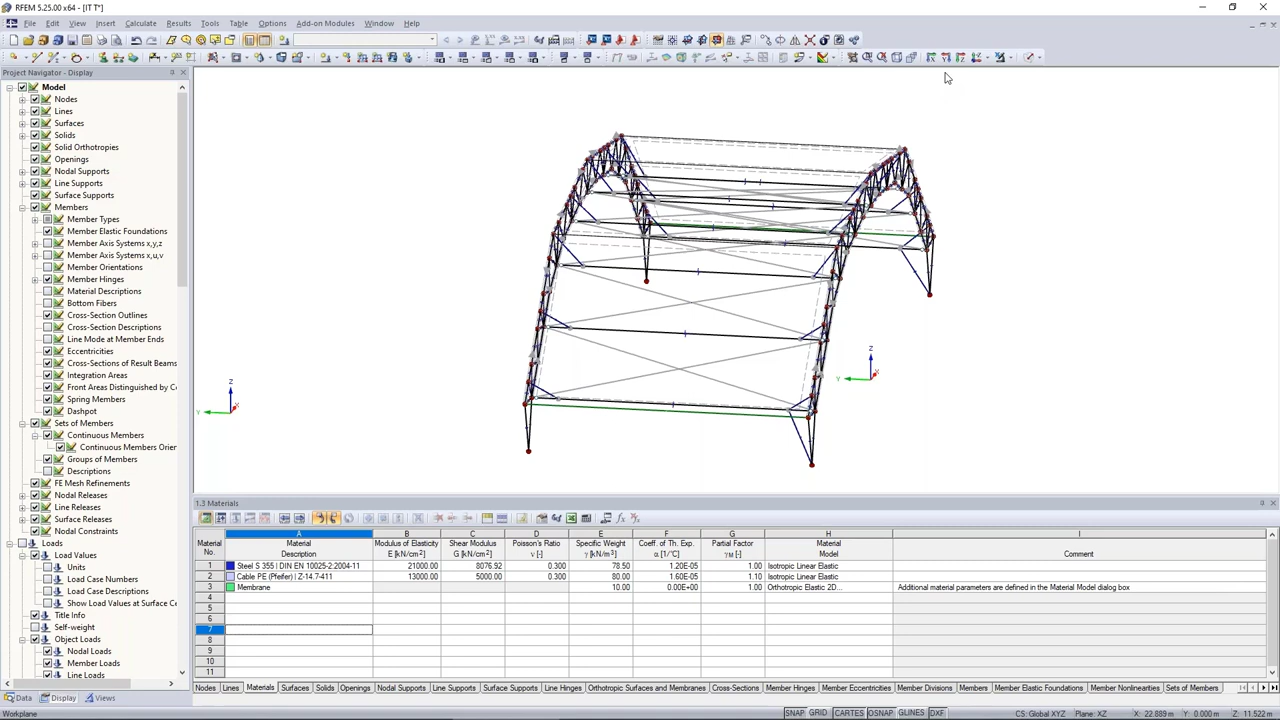 RFEM 5.25.00 x64 - [IT T*]
File Edit View Insert Calculate Results Tools Table Options Add-on Modules Window Help
Project Navigator - Display
Model
Nodes
Lines
Surfaces
Solids
Solid Orthotropies
Openings
Nodal Supports
Line Supports
Surface Supports
Members
Member Types
Member Elastic Foundations
Member Axis Systems x,y,z
Member Axis Systems x,u,v
Member Orientations
Member Hinges
Material Descriptions
Bottom Fibers
Cross-Section Outlines
Cross-Section Descriptions
Line Mode at Member Ends
Eccentricities
Cross-Sections of Result Beams
Integration Areas
Front Areas Distinguished by C
Spring Members
Dashpot
Sets of Members
Continuous Members
Continuous Members Orier
Groups of Members
Descriptions
FE Mesh Refinements
Nodal Releases
Line Releases
Surface Releases
Nodal Constraints
Loads
Load Values
Units
Load Case Numbers
Load Case Descriptions
Show Load Values at Surface Ce
Title Info
Self-weight
Object Loads
Nodal Loads
Member Loads
Line Loads
Data Display Views
Z
Y
X
Z
Y
X
1.3 Materials
A B C D E F G H I
Material Material Modulus of Elasticity Shear Modulus Poisson's Ratio Specific Weight Coeff. of Th. Exp. Partial Factor Material
No. Description E [kN/cm2] G [kN/cm2] ν [-] γ [kN/m3] α [1/°C] γM [-] Model Comment
1 Steel S 355 | DIN EN 10025-2:2004-11 21000.00 8076.92 0.300 78.50 1.20E-05 1.00 Isotropic Linear Elastic
2 Cable PE (Pfeifer) | Z-14.7-411 13000.00 5000.00 0.300 80.00 1.60E-05 1.10 Isotropic Linear Elastic
3 Membrane 10.00 0.00E+00 1.00 Orthotropic Elastic 2D... Additional material parameters are defined in the Material Model dialog box
4
5
6
7
8
9
10
11
Nodes Lines Materials Surfaces Solids Openings Nodal Supports Line Supports Surface Supports Line Hinges Orthotropic Surfaces and Membranes Cross-Sections Member Hinges Member Eccentricities Member Divisions Members Member Elastic Foundations Member Nonlinearities Sets of Members
Workplane SNAP GRID CARTES OSNAP GLINES DXF CS: Global XYZ Plane: XZ X: 22.889 m Y: 0.000 m Z: 11.522 m